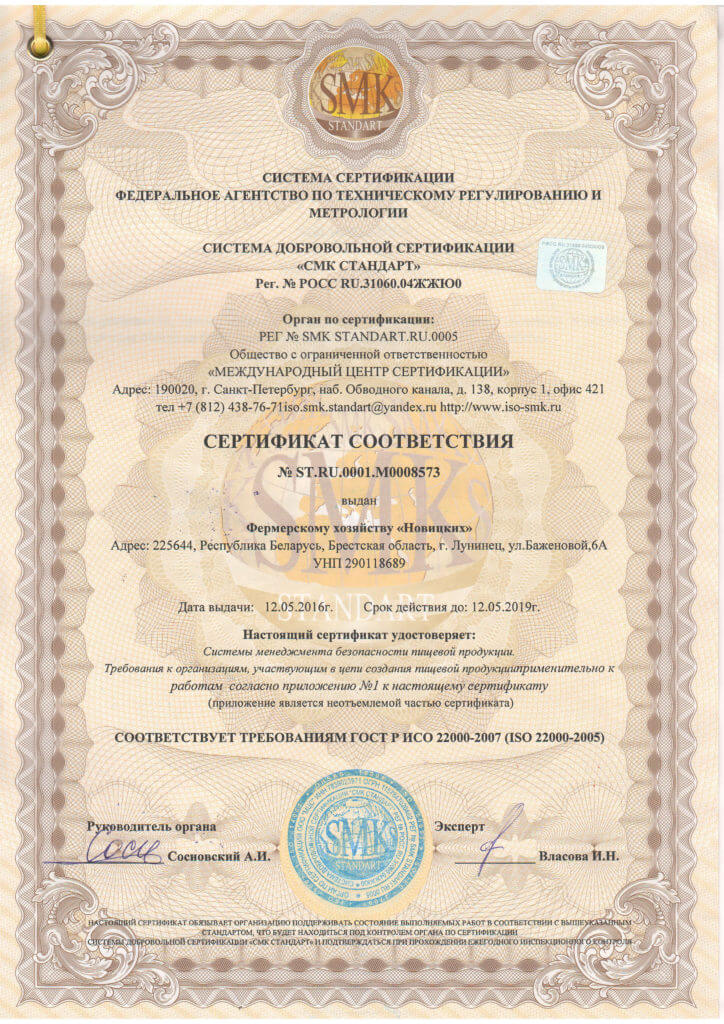 SMK
STANDART
СИСТЕМА СЕРТИФИКАЦИИ
ФЕДЕРАЛЬНОЕ АГЕНТСТВО ПО ТЕХНИЧЕСКОМУ РЕГУЛИРОВАНИЮ И
МЕТРОЛОГИИ
СИСТЕМА ДОБРОВОЛЬНОЙ СЕРТИФИКАЦИИ
«СМК СТАНДАРТ»
Рег. № РОСС RU.31060.04ЖЖЮ0
SMK
Орган по сертификации:
РЕГ № SMK STANDART.RU.0005
Общество с ограниченной ответственностью
«МЕЖДУНАРОДНЫЙ ЦЕНТР СЕРТИФИКАЦИИ»
Адрес: 190020, г. Санкт-Петербург, наб. Обводного канала, д. 138, корпус 1, офис 421
тел +7 (812) 438-76-71iso.smk.standart@yandex.ru http://www.iso-smk.ru
СЕРТИФИКАТ СООТВЕТСТВИЯ
№ ST.RU.0001.M0008573
выдан
Фермерскому хозяйству «Новицких»
Адрес: 225644, Республика Беларусь, Брестская область, г. Лунинец, ул.Баженовой,6А
УНП 290118689
SMK
STANDART
Дата выдачи: 12.05.2016г. Срок действия до: 12.05.2019г.
Настоящий сертификат удостоверяет:
Системы менеджмента безопасности пищевой продукции.
Требования к организациям, участвующим в цепи создания пищевой продукцииприменительно к
работам согласно приложению №1 к настоящему сертификату
(приложение является неотъемлемой частью сертификата)
СООТВЕТСТВУЕТ ТРЕБОВАНИЯМ ГОСТ Р ИСО 22000-2007 (ISO 22000-2005)
Руководитель органа
Сосновский А.И.
SMK
STANDART
Эксперт
Власова И.Н.
НАСТОЯЩИЙ СЕРТИФИКАТ ОБЯЗЫВАЕТ ОРГАНИЗАЦИЮ ПОДДЕРЖИВАТЬ СОСТОЯНИЕ ВЫПОЛНЯЕМЫХ РАБОТ В СООТВЕТСТВИИ С ВЫШЕУКАЗАННЫМ
СТАНДАРТОМ, ЧТО БУДЕТ НАХОДИТЬСЯ ПОД КОНТРОЛЕМ ОРГАНА ПО СЕРТИФИКАЦИИ
СИСТЕМЫ ДОБРОВОЛЬНОЙ СЕРТИФИКАЦИИ «СМК СТАНДАРТ» И ПОДТВЕРЖДАТЬСЯ ПРИ ПРОХОЖДЕНИИ ЕЖЕГОДНОГО ИНСПЕКЦИОННОГО КОНТРОЛЯ